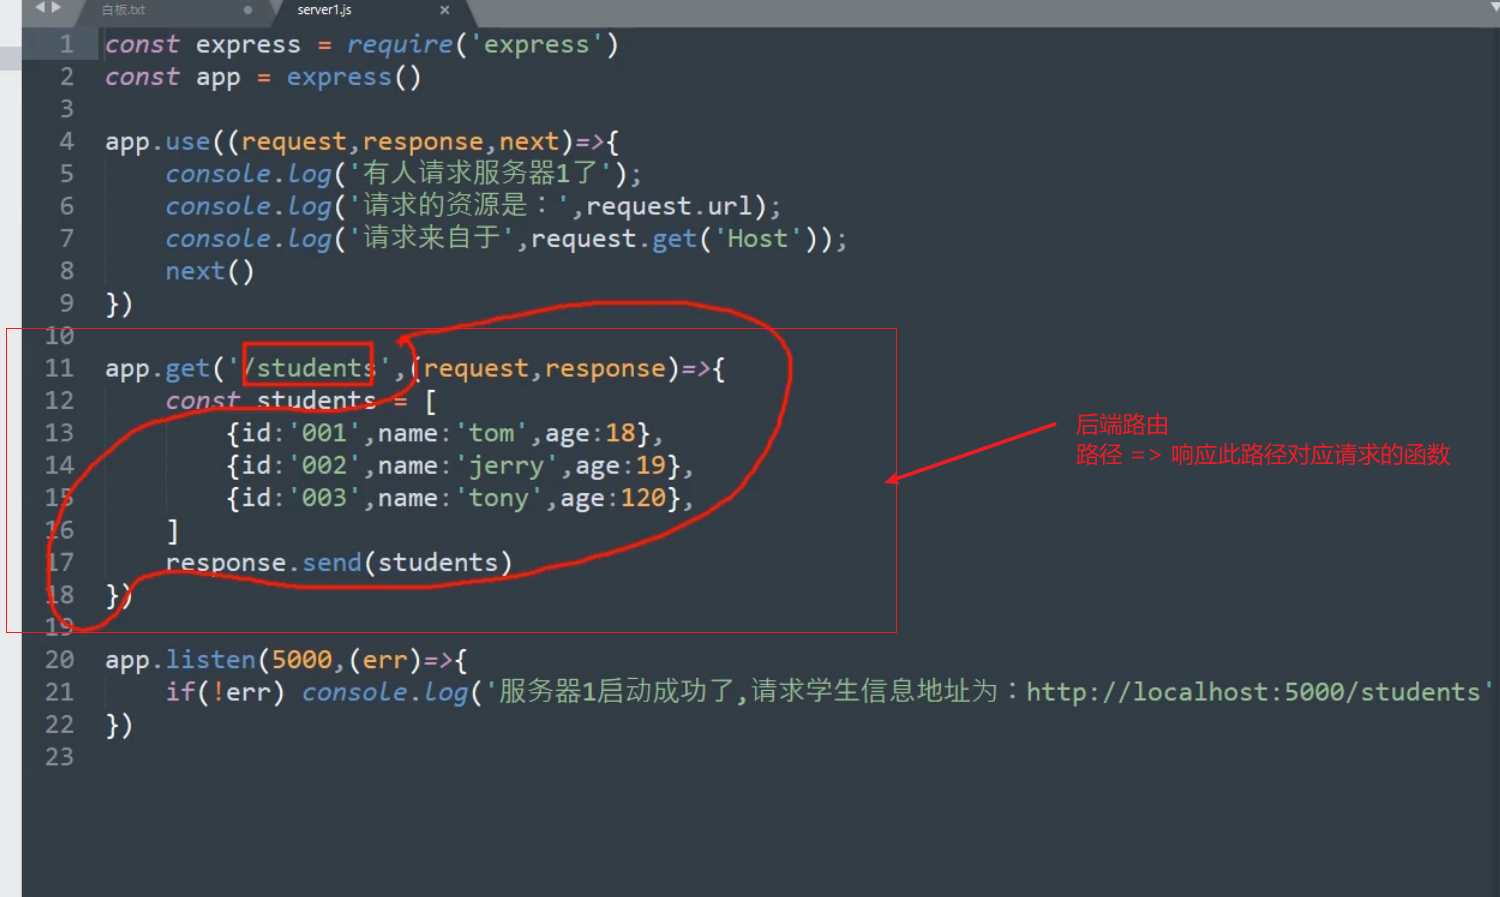 白板.txt
server1.js
1 const express = require('express')
2 const app = express()
3
4 app.use((request,response,next)=>{
5 console.log('有人请求服务器1了');
6 console.log('请求的资源是：',request.url);
7 console.log('请求来自于',request.get('Host'));
8 next()
9 })
10
11 app.get('/students',(request,response)=>{
12 const students = [
13 {id:'001',name:'tom',age:18},
14 {id:'002',name:'jerry',age:19},
15 {id:'003',name:'tony',age:120},
16 ]
17 response.send(students)
18 })
19
20 app.listen(5000,(err)=>{
21 if(!err) console.log('服务器1启动成功了,请求学生信息地址为：http://localhost:5000/students'
22 })
23
后端路由
路径 => 响应此路径对应请求的函数